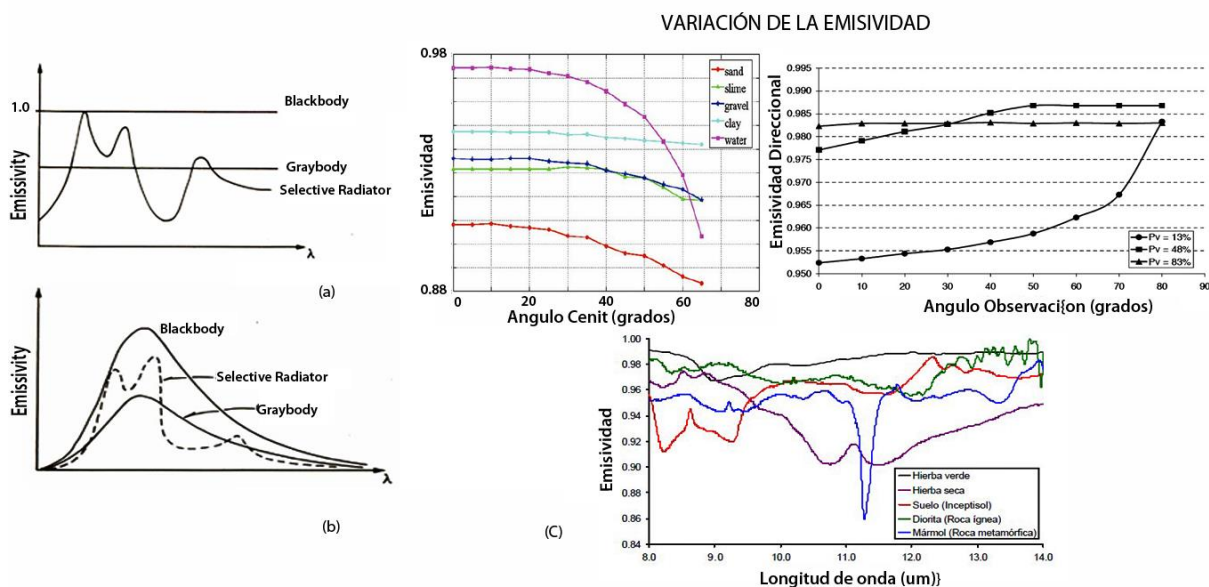 VARIACIÓN DE LA EMISIVIDAD
Emissivity
1.0
Blackbody
Graybody
Selective Radiator
λ
(a)
Emissivity
Blackbody
Selective Radiator
Graybody
λ
(b)
Emisividad
0.98
0.88
sand
slime
gravel
clay
water
0 20 40 60 80
Angulo Cenit (grados)
Emisividad Direccional
0.995
0.990
0.985
0.980
0.975
0.970
0.965
0.960
0.955
0.950
Pv = 13%
Pv = 48%
Pv = 83%
0 10 20 30 40 50 60 70 80 90
Angulo Observaci{on (grados)
(C)
Emisividad
1.00
0.98
0.96
0.94
0.92
0.90
0.88
0.86
0.84
Hierba verde
Hierba seca
Suelo (Inceptisol)
Diorita (Roca ígnea)
Mármol (Roca metamórfica)
8.0 9.0 10.0 11.0 12.0 13.0 14.0
Longitud de onda (um)}